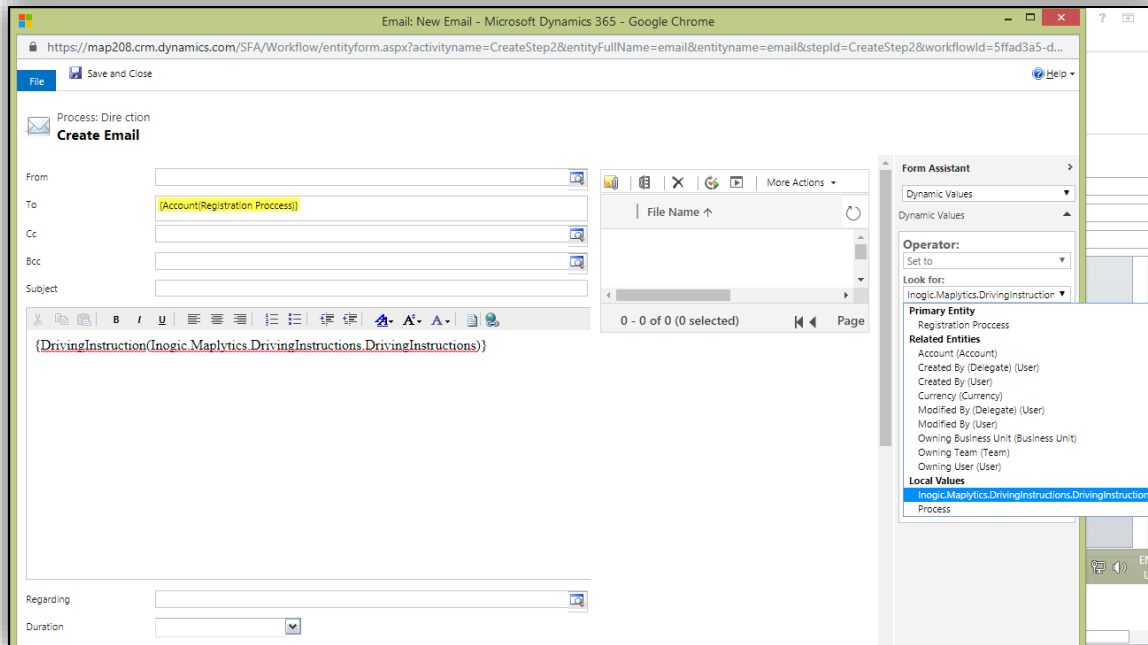 Email: New Email - Microsoft Dynamics 365 - Google Chrome
https://map208.crm.dynamics.com/SFA/Workflow/entityform.aspx?activityname=CreateStep2&entityFullName=email&entityname=email&stepId=CreateStep2&workflowId=5ffad3a5-d...
File
Save and Close
Help
Process: Dire ction
Create Email
From
To
{Account(Registration Proccess)}
Cc
Bcc
Subject
More Actions
File Name
0 - 0 of 0 (0 selected)
Page
B I U
{DrivingInstruction(Inogic.Maplytics.DrivingInstructions.DrivingInstructions)}
Regarding
Duration
Form Assistant
Dynamic Values
Dynamic Values
Operator:
Set to
Look for:
Inogic.Maplytics.DrivingInstruction
Primary Entity
Registration Proccess
Related Entities
Account (Account)
Created By (Delegate) (User)
Created By (User)
Currency (Currency)
Modified By (Delegate) (User)
Modified By (User)
Owning Business Unit (Business Unit)
Owning Team (Team)
Owning User (User)
Local Values
Inogic.Maplytics.DrivingInstructions.DrivingInstruction
Process